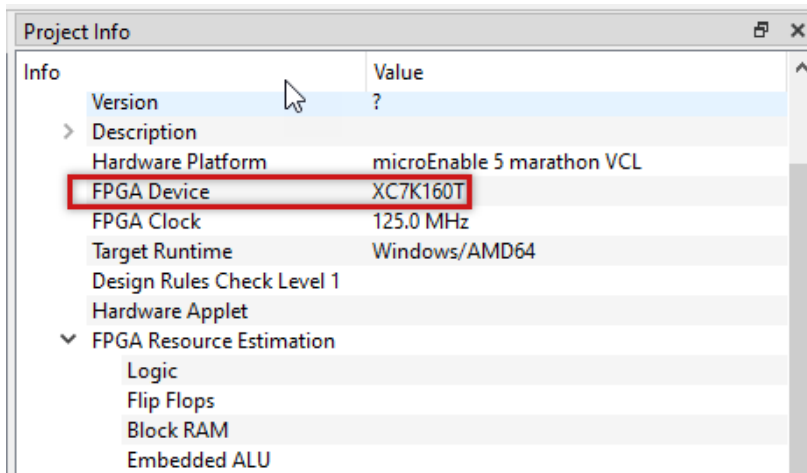 Project Info
Info Value
Version ?
Description
Hardware Platform microEnable 5 marathon VCL
FPGA Device XC7K160T
FPGA Clock 125.0 MHz
Target Runtime Windows/AMD64
Design Rules Check Level 1
Hardware Applet
FPGA Resource Estimation
Logic
Flip Flops
Block RAM
Embedded ALU